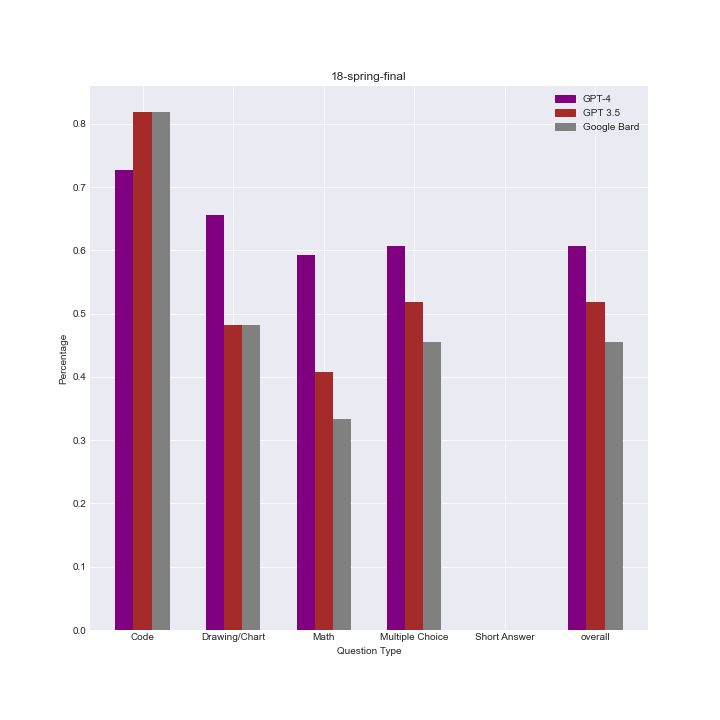 18-spring-final
GPT-4
GPT 3.5
Google Bard
0.8
0.7
0.6
0.5
0.4
0.3
0.2
0.1
0.0
Percentage
Code Drawing/Chart Math Multiple Choice Short Answer overall
Question Type